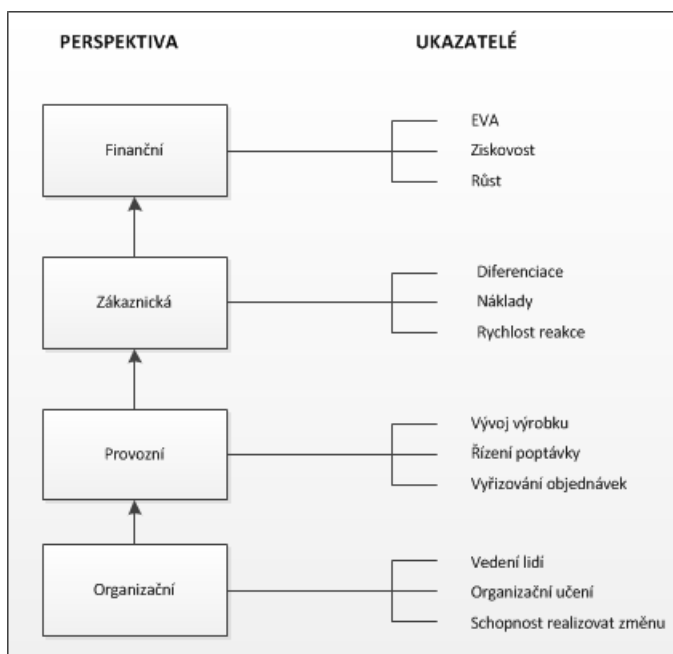 PERSPEKTIVA UKAZATELÉ
Finanční
EVA
Ziskovost
Růst
Zákaznická
Diferenciace
Náklady
Rychlost reakce
Provozní
Vývoj výrobku
Řízení poptávky
Vyřizování objednávek
Organizační
Vedení lidí
Organizační učení
Schopnost realizovat změnu